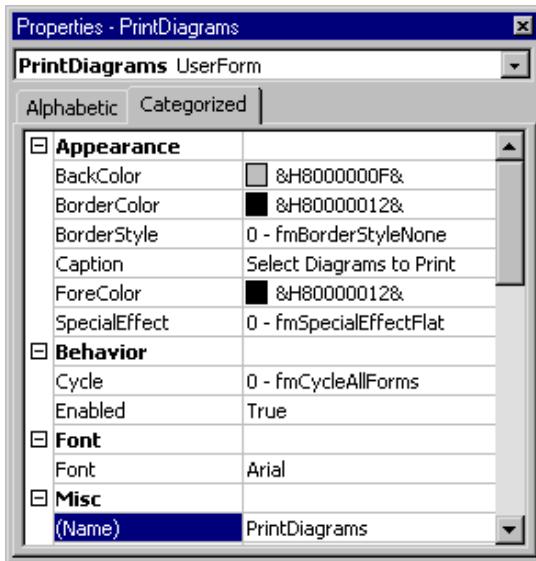 Properties - PrintDiagrams
PrintDiagrams UserForm
Alphabetic Categorized
Appearance
BackColor &H8000000F&
BorderColor &H80000012&
BorderStyle 0 - fmBorderStyleNone
Caption Select Diagrams to Print
ForeColor &H80000012&
SpecialEffect 0 - fmSpecialEffectFlat
Behavior
Cycle 0 - fmCycleAllForms
Enabled True
Font
Font Arial
Misc
(Name) PrintDiagrams